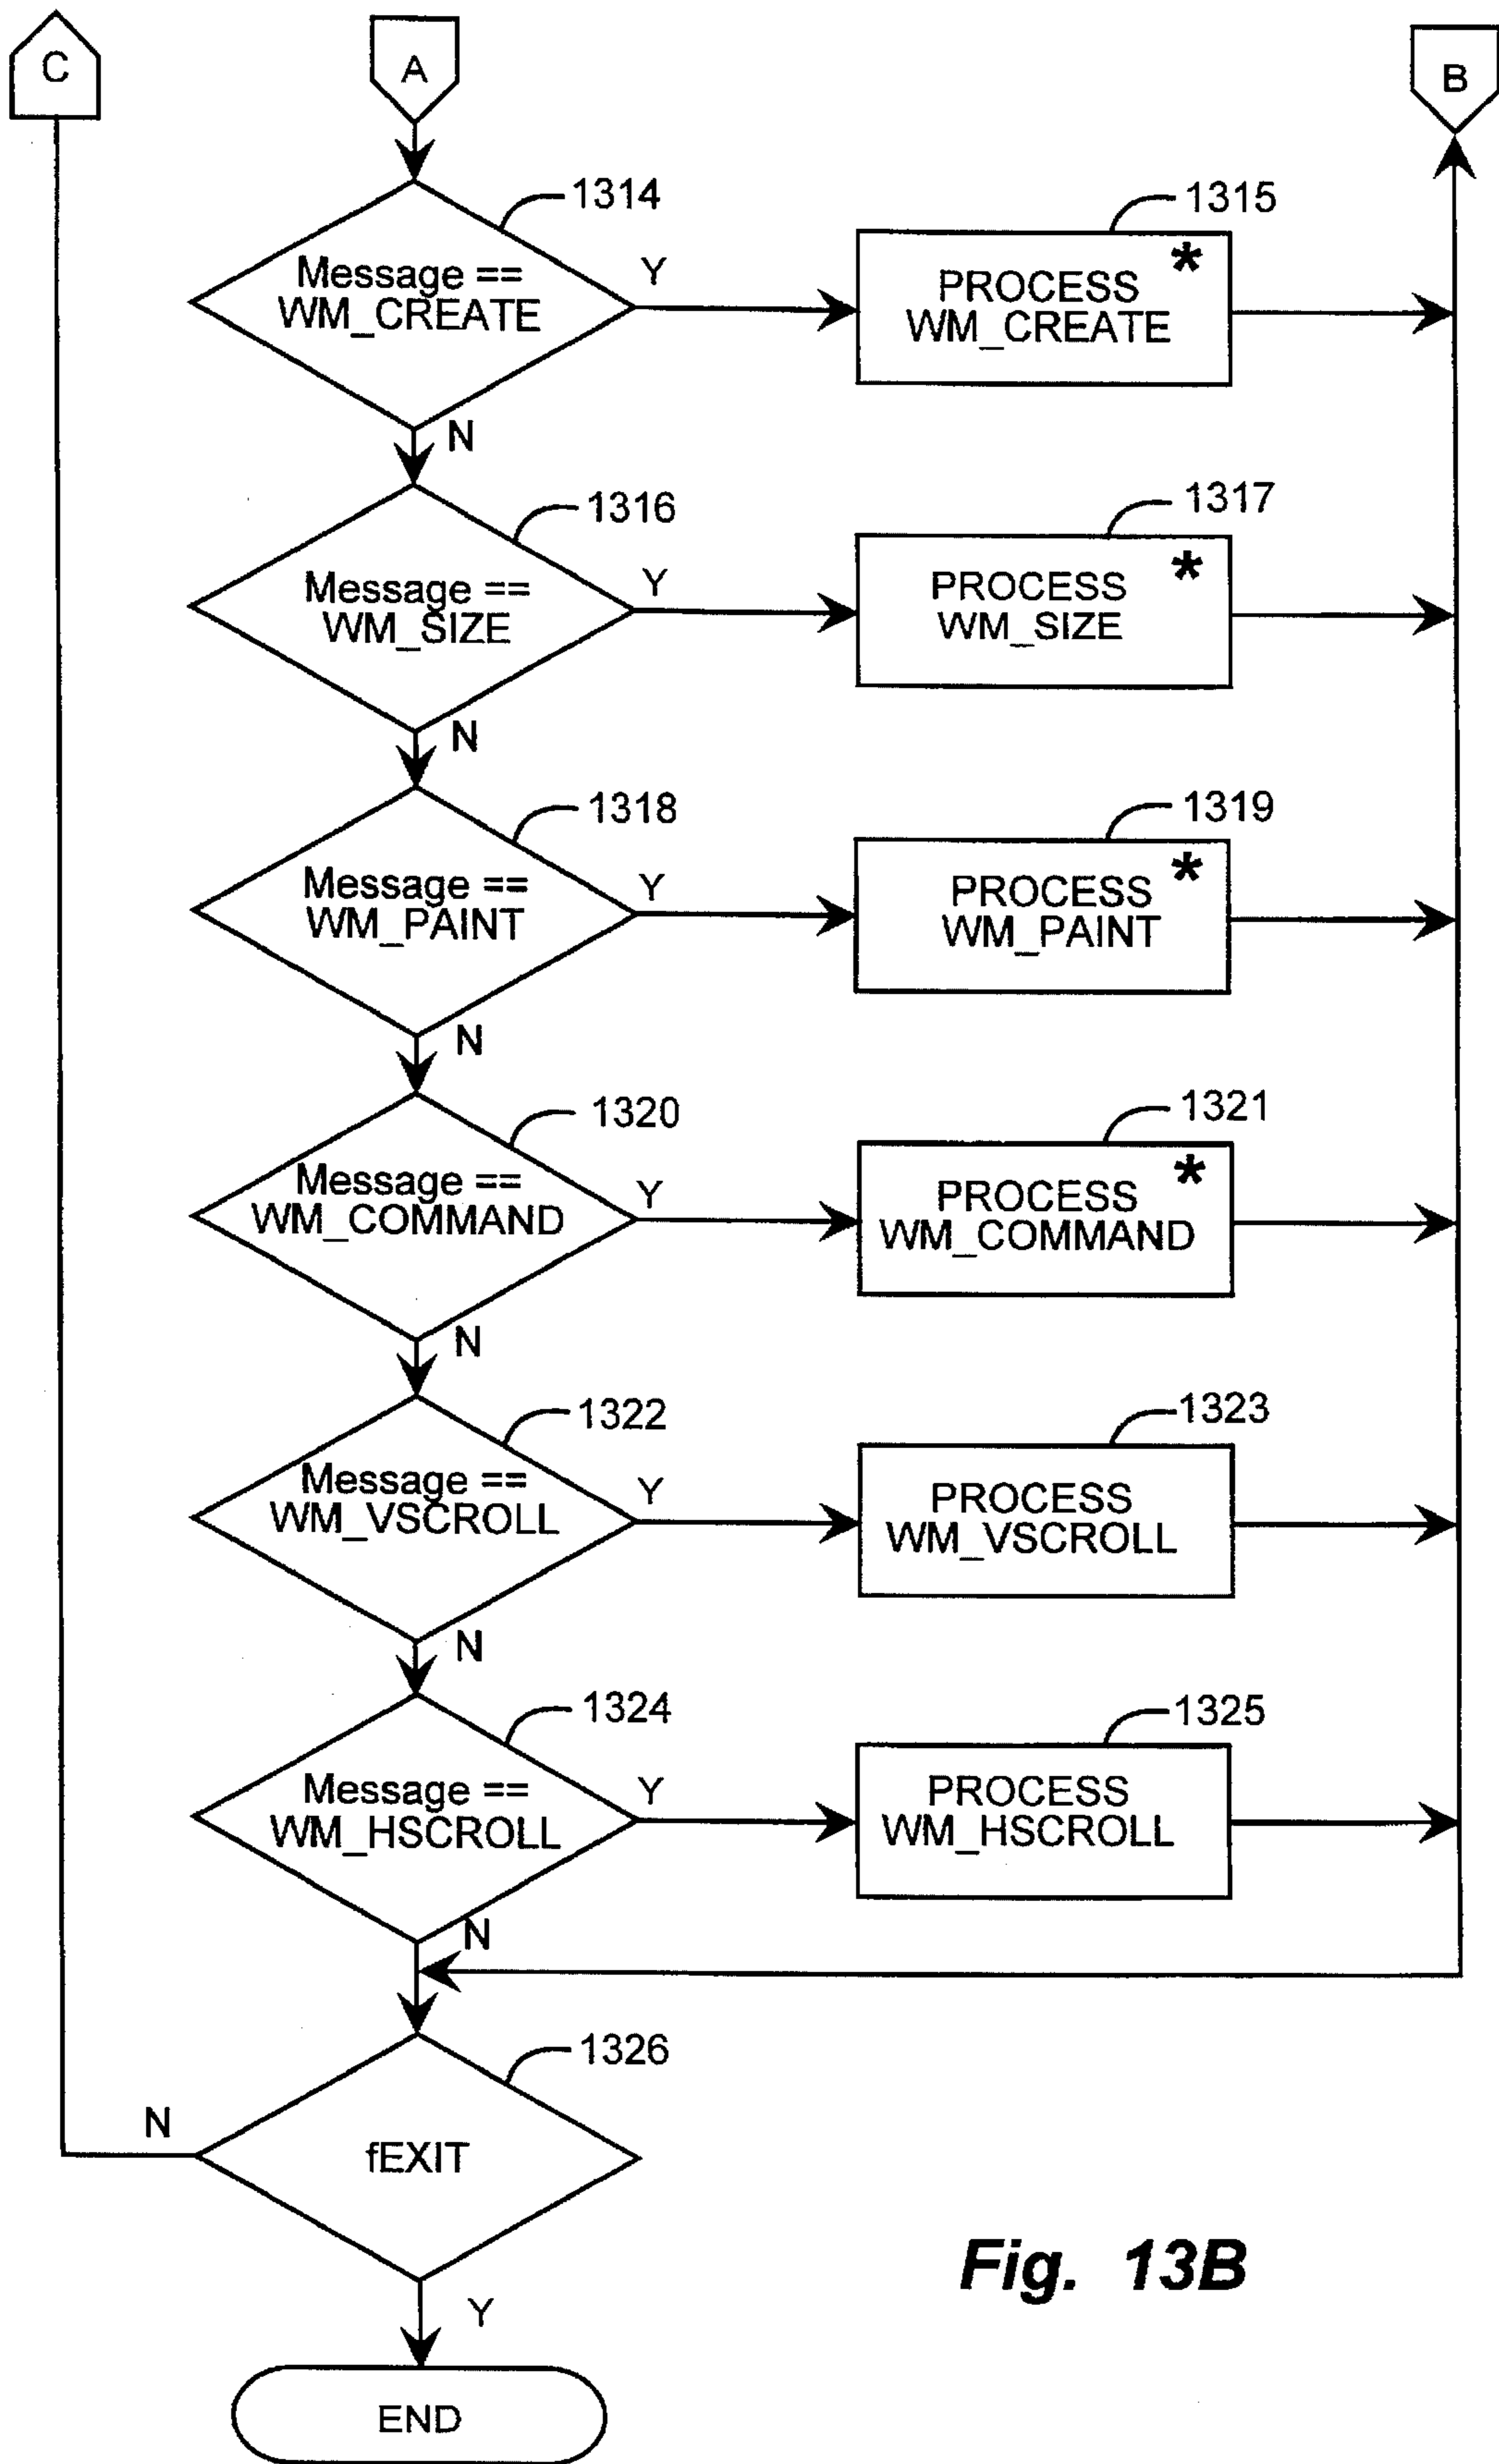 C
A
B
1314
Message ==
WM_CREATE
Y
N
1315
PROCESS *
WM_CREATE
1316
Message ==
WM_SIZE
Y
N
1317
PROCESS *
WM_SIZE
1318
Message ==
WM_PAINT
Y
N
1319
PROCESS *
WM_PAINT
1320
Message ==
WM_COMMAND
Y
N
1321
PROCESS *
WM_COMMAND
1322
Message ==
WM_VSCROLL
Y
N
1323
PROCESS
WM_VSCROLL
1324
Message ==
WM_HSCROLL
Y
N
1325
PROCESS
WM_HSCROLL
1326
fEXIT
N
Y
END
Fig. 13B